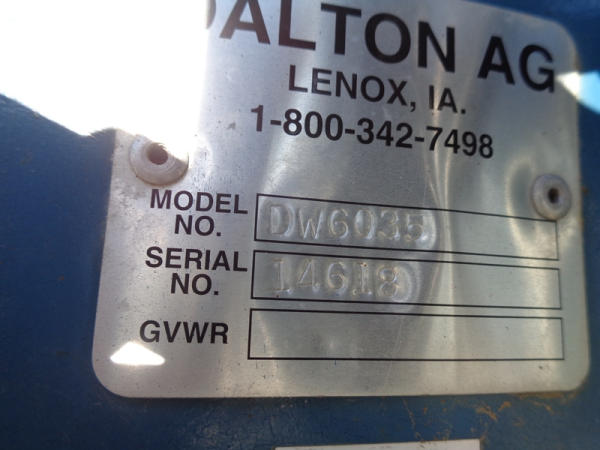 DALTON AG
LENOX, IA.
1-800-342-7498
MODEL NO. DW6035
SERIAL NO. 14618
GVWR